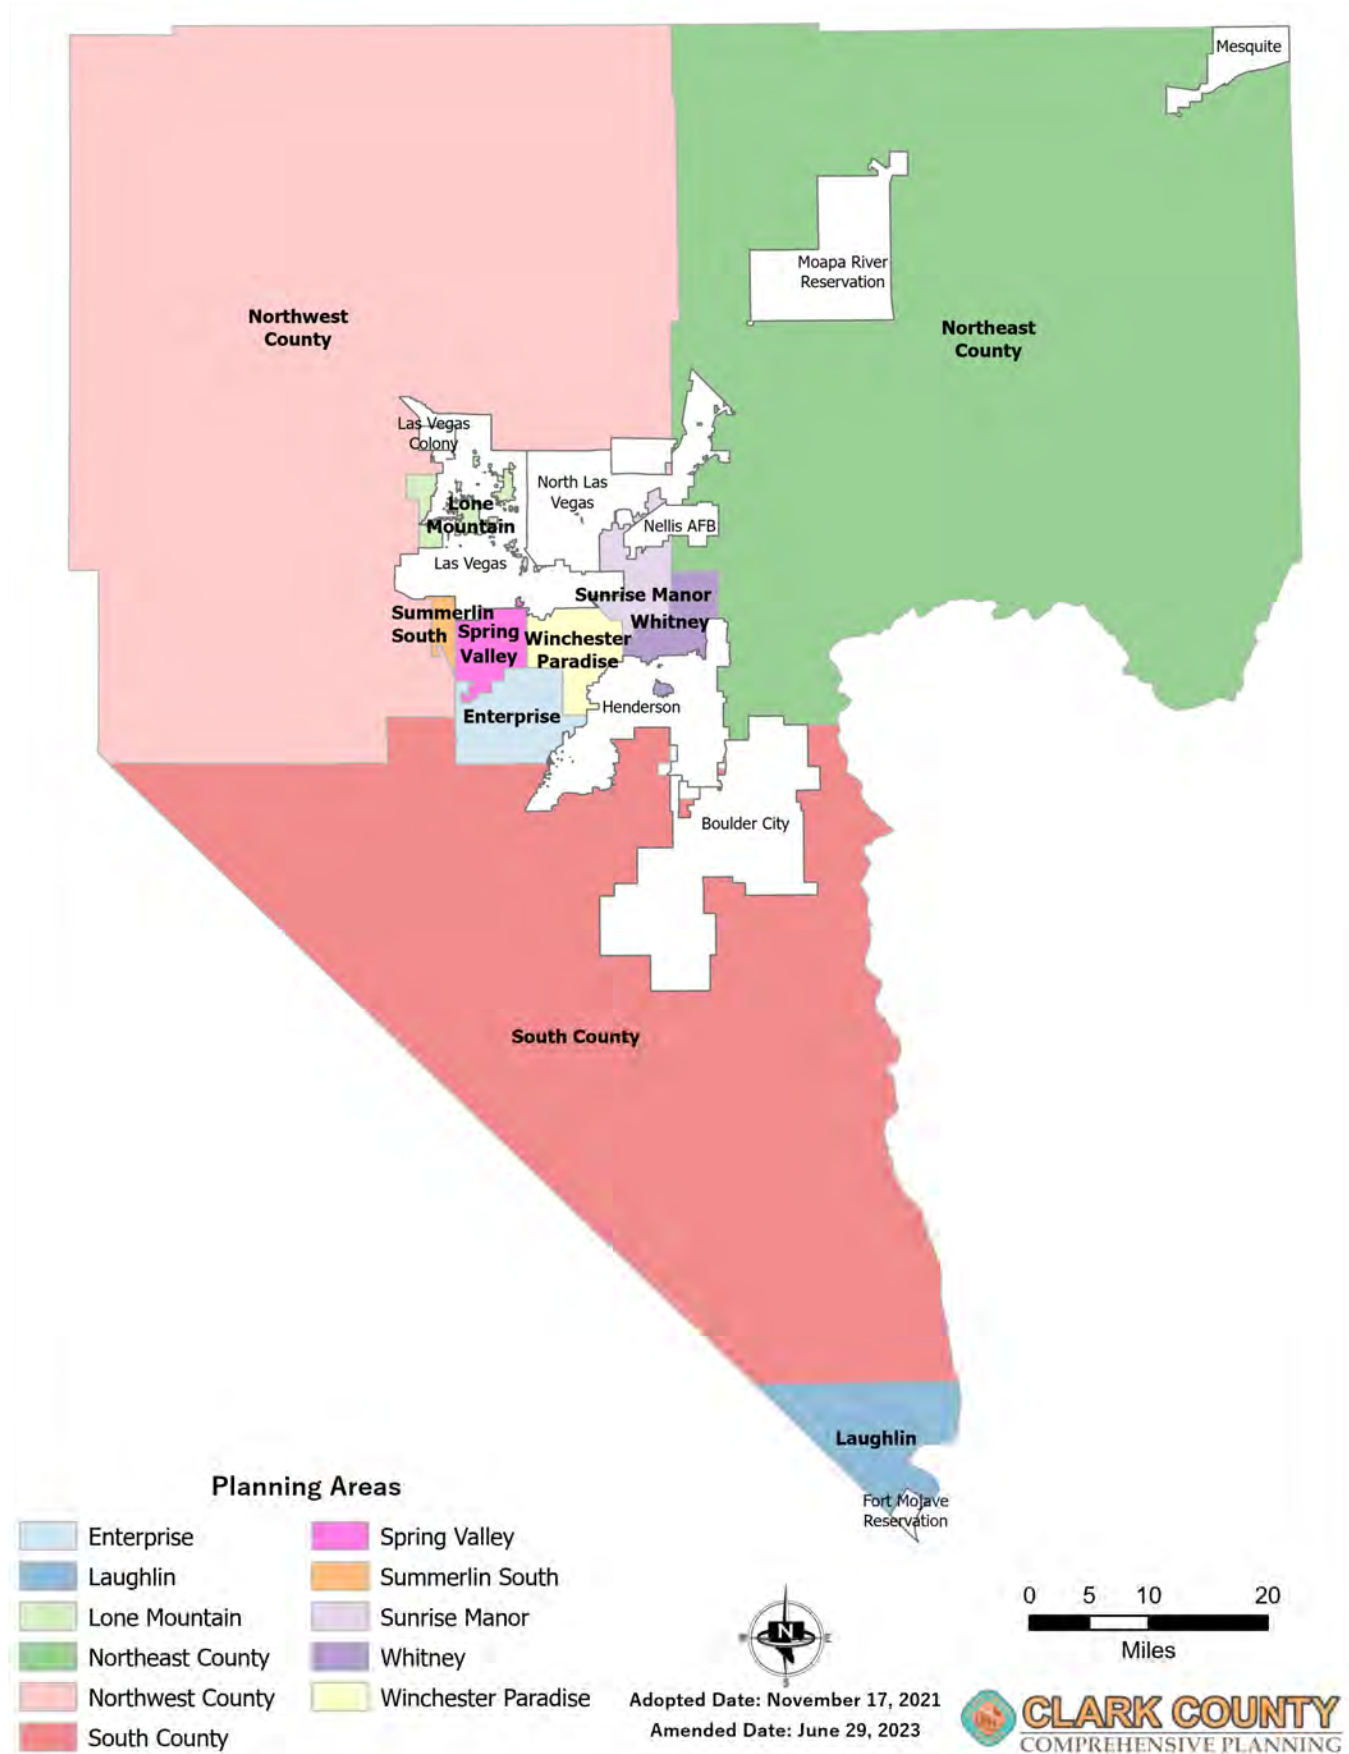 Mesquite
Moapa River
Reservation
Northwest
County
Northeast
County
Las Vegas
Colony
North Las
Vegas
Lone
Mountain
Nellis AFB
Las Vegas
Sunrise Manor
Summerlin
South
Whitney
Spring
Valley
Winchester
Paradise
Henderson
Enterprise
Boulder City
South County
Laughlin
Fort Mojave
Reservation
Planning Areas
Enterprise
Laughlin
Lone Mountain
Northeast County
Northwest County
South County
Spring Valley
Summerlin South
Sunrise Manor
Whitney
Winchester Paradise
N
E
S
Adopted Date: November 17, 2021
Amended Date: June 29, 2023
0 5 10 20
Miles
CLARK COUNTY
COMPREHENSIVE PLANNING